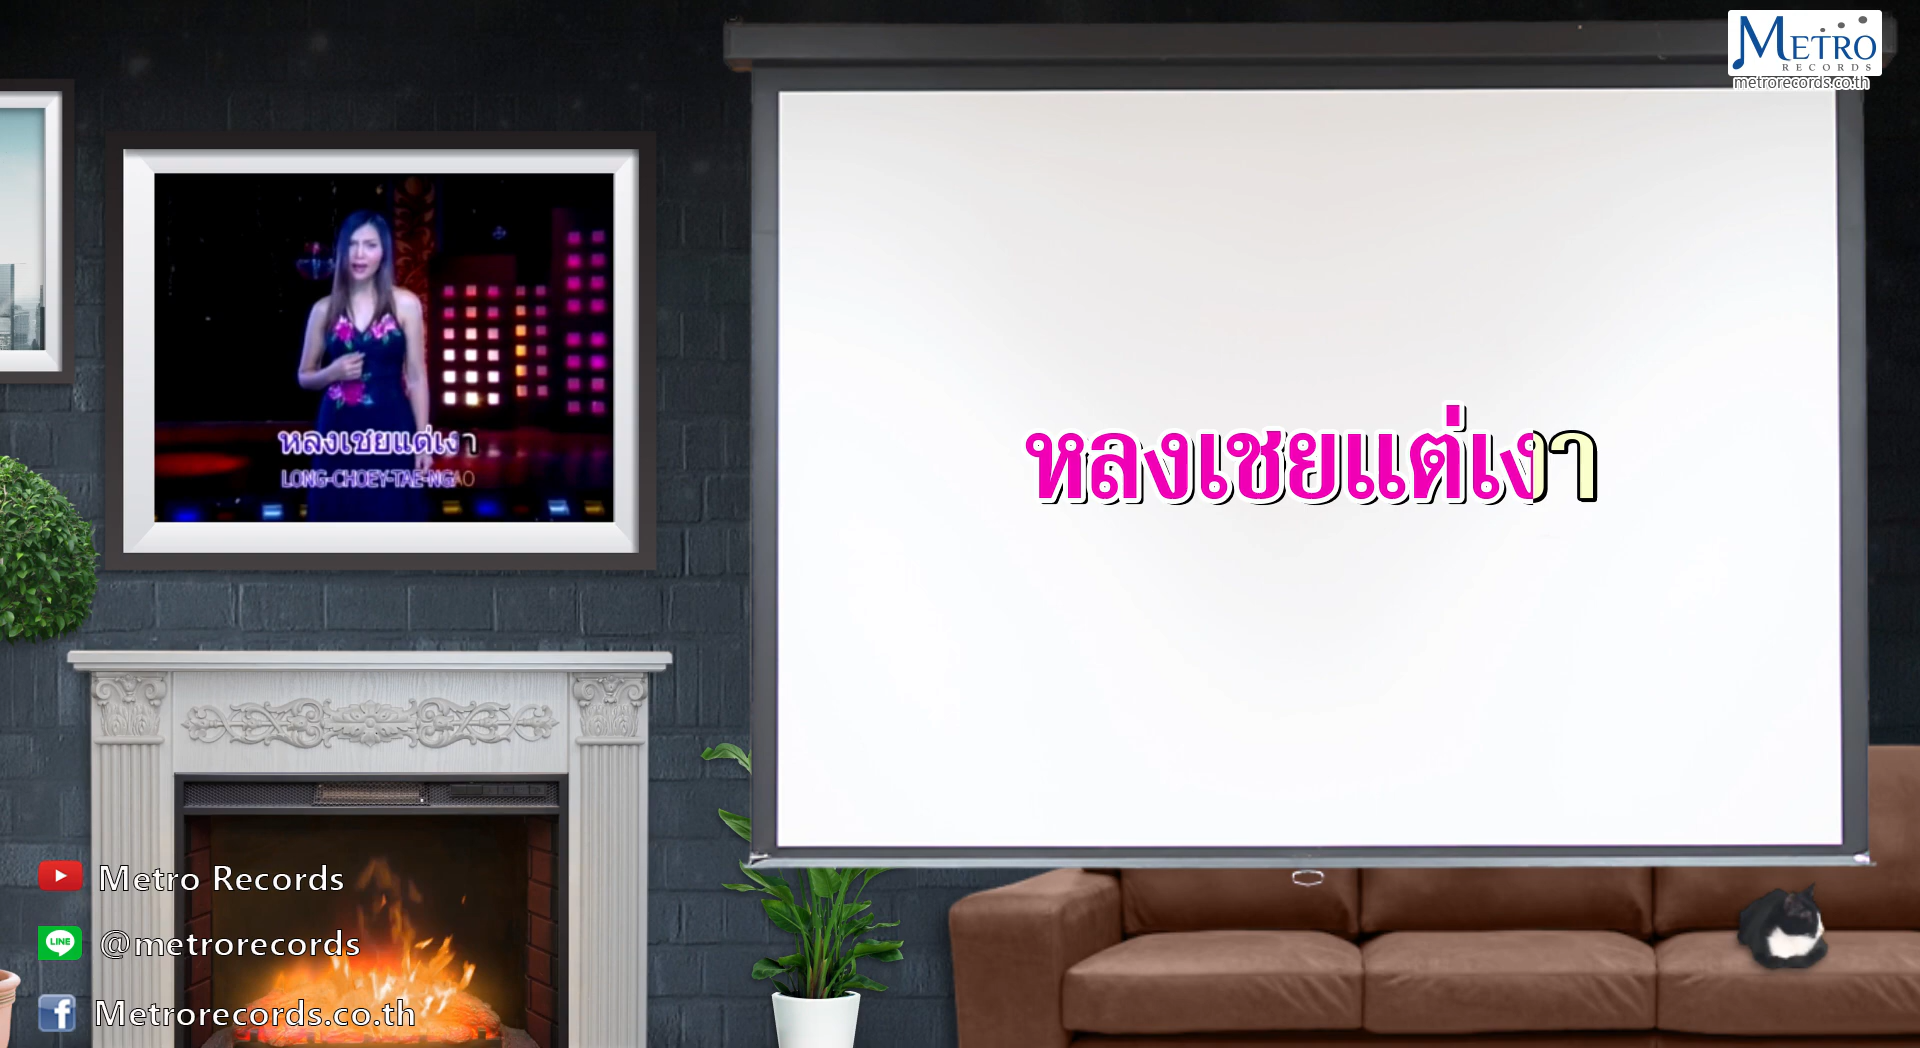 METRO
RECORDS
metrorecords.co.th
หลงเชยแต่เงา
LONG-CHOEY-TAE-NGAO
หลงเชยแต่เงา
Metro Records
LINE
@metrorecords
f
Metrorecords.co.th